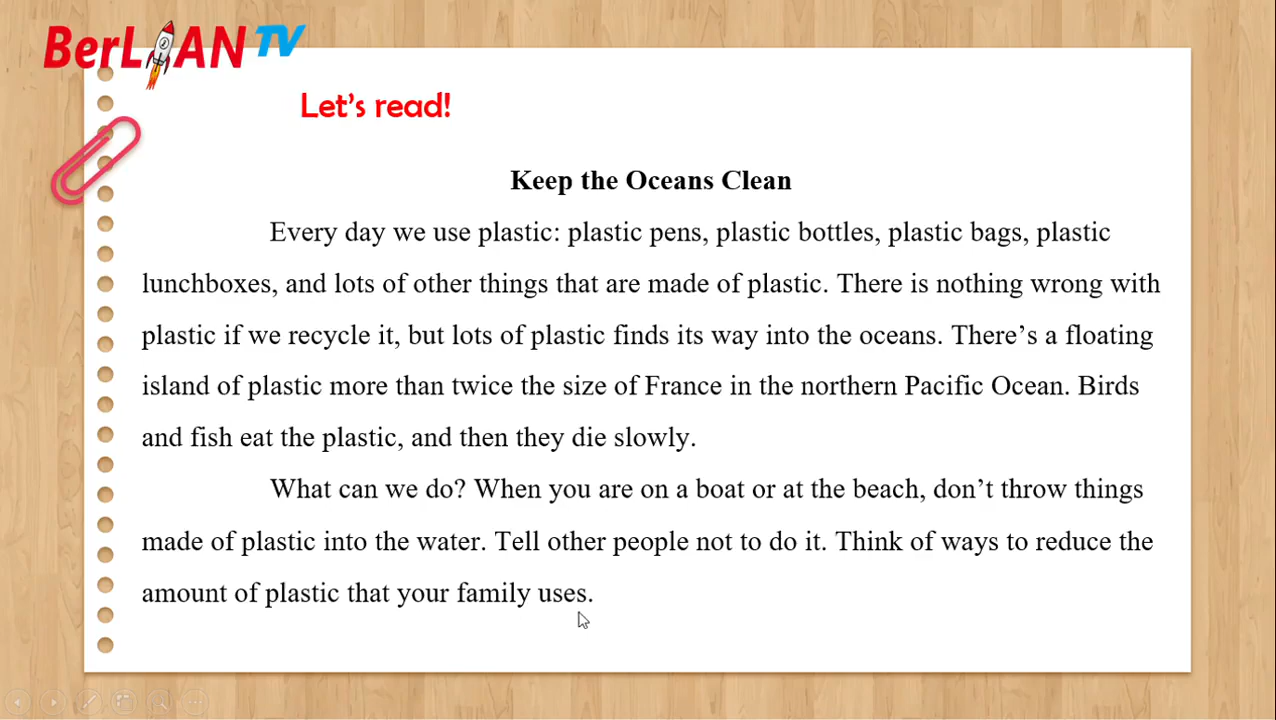 BerLIAN TV
Let's read!
Keep the Oceans Clean
Every day we use plastic: plastic pens, plastic bottles, plastic bags, plastic
lunchboxes, and lots of other things that are made of plastic. There is nothing wrong with
plastic if we recycle it, but lots of plastic finds its way into the oceans. There's a floating
island of plastic more than twice the size of France in the northern Pacific Ocean. Birds
and fish eat the plastic, and then they die slowly.
What can we do? When you are on a boat or at the beach, don't throw things
made of plastic into the water. Tell other people not to do it. Think of ways to reduce the
amount of plastic that your family uses.